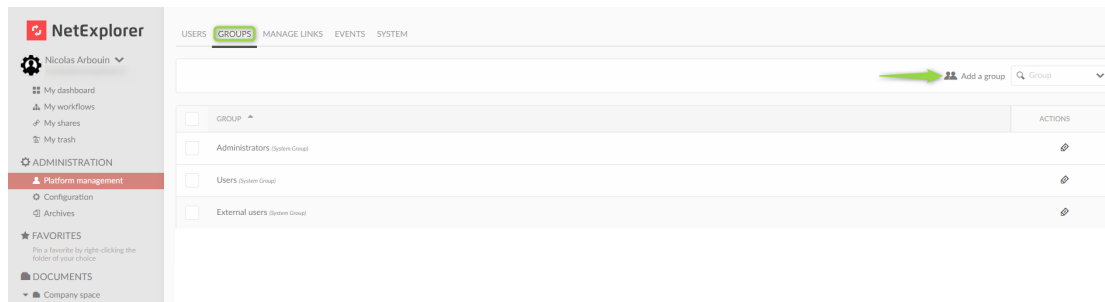 NetExplorer
Nicolas Arbouin
My dashboard
My workflows
My shares
My trash
ADMINISTRATION
Platform management
Configuration
Archives
FAVORITES
Pin a favorite by right-clicking the
folder of your choice
DOCUMENTS
Company space
USERS GROUPS MANAGE LINKS EVENTS SYSTEM
Add a group Group
GROUP ACTIONS
Administrators (System Group)
Users (System Group)
External users (System Group)